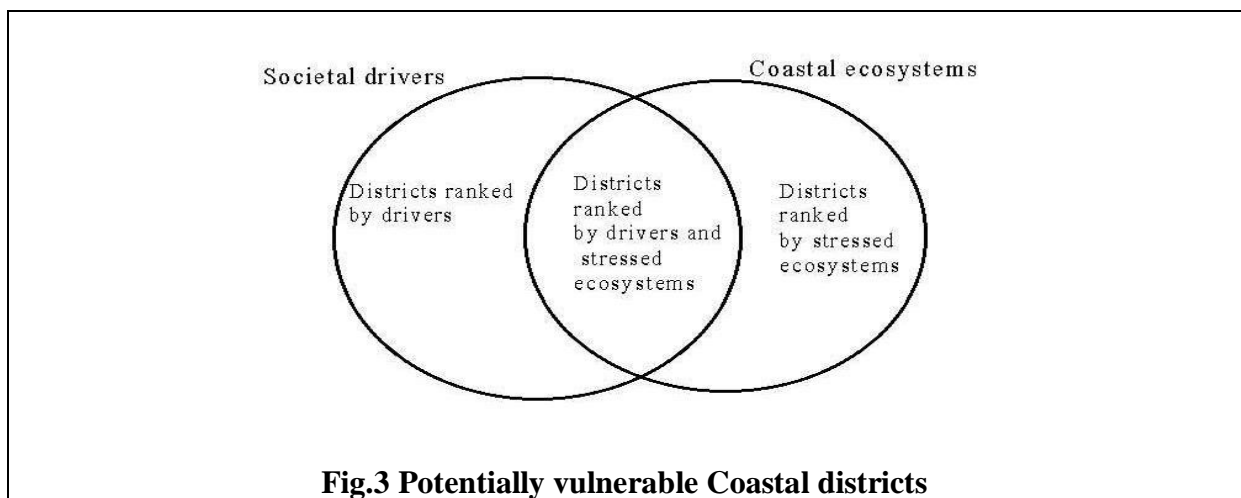 Societal drivers
Coastal ecosystems
Districts ranked
by drivers
Districts
ranked
by drivers and
stressed
ecosystems
Districts
ranked
by stressed
ecosystems
Fig.3 Potentially vulnerable Coastal districts